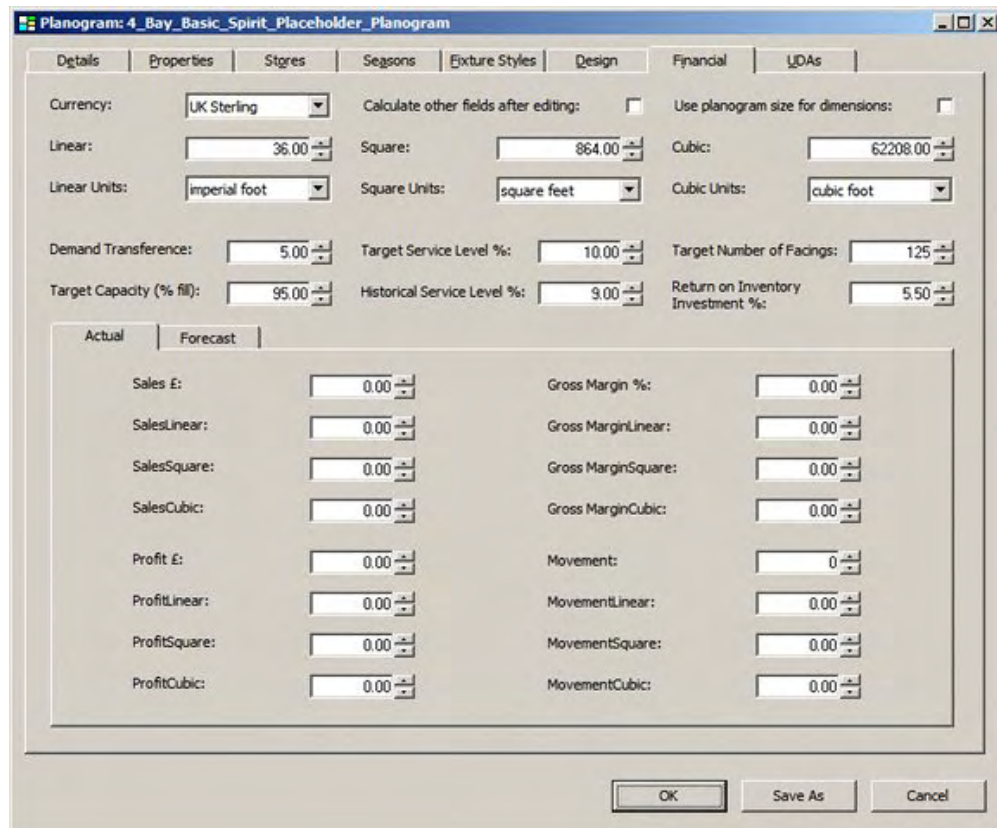 Planogram: 4_Bay_Basic_Spirit_Placeholder_Planogram
Details Properties Stores Seasons Fixture Styles Design Financial UDAs
Currency: UK Sterling Calculate other fields after editing: Use planogram size for dimensions:
Linear: 36.00 Square: 864.00 Cubic: 62208.00
Linear Units: imperial foot Square Units: square feet Cubic Units: cubic foot
Demand Transference: 5.00 Target Service Level %: 10.00 Target Number of Facings: 125
Target Capacity (% fill): 95.00 Historical Service Level %: 9.00 Return on Inventory
Investment %: 5.50
Actual Forecast
Sales £: 0.00 Gross Margin %: 0.00
SalesLinear: 0.00 Gross MarginLinear: 0.00
SalesSquare: 0.00 Gross MarginSquare: 0.00
SalesCubic: 0.00 Gross MarginCubic: 0.00
Profit £: 0.00 Movement: 0
ProfitLinear: 0.00 MovementLinear: 0.00
ProfitSquare: 0.00 MovementSquare: 0.00
ProfitCubic: 0.00 MovementCubic: 0.00
OK Save As Cancel